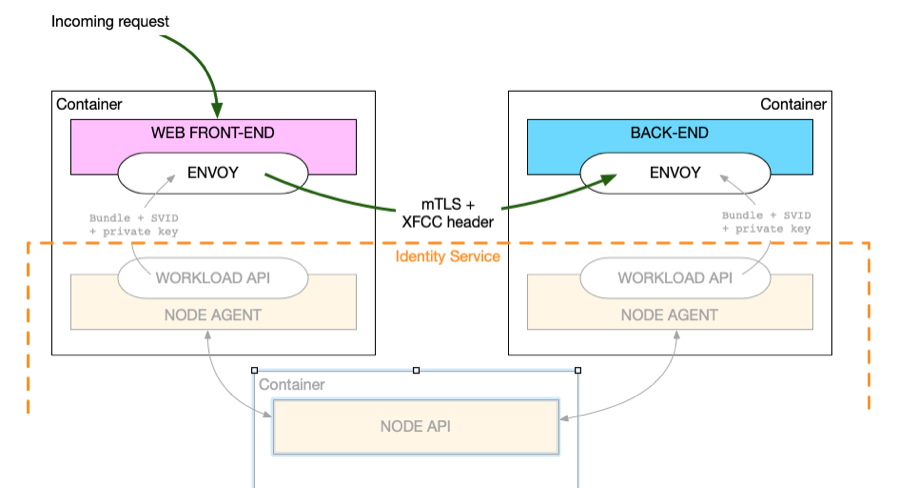 Incoming request
Container
WEB FRONT-END
ENVOY
Bundle + SVID
+ private key
WORKLOAD API
NODE AGENT
mTLS +
XFCC header
Identity Service
Container
BACK-END
ENVOY
Bundle + SVID
+ private key
WORKLOAD API
NODE AGENT
Container
NODE API